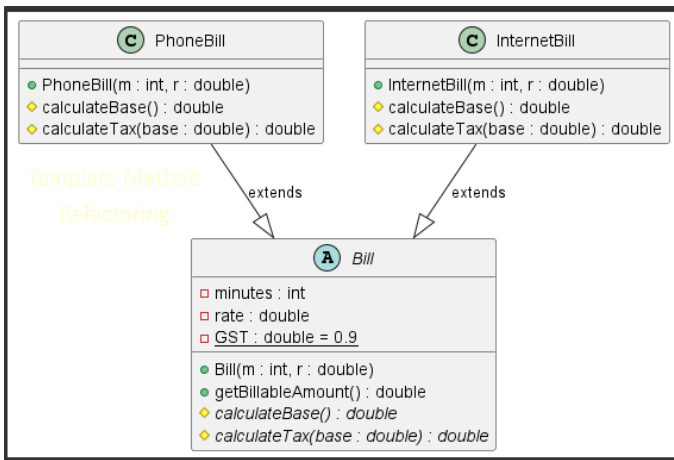 C PhoneBill
PhoneBill(m : int, r : double)
calculateBase() : double
calculateTax(base : double) : double
C InternetBill
InternetBill(m : int, r : double)
calculateBase() : double
calculateTax(base : double) : double
Template Method
Refactoring
extends
extends
A Bill
minutes : int
rate : double
GST : double = 0.9
Bill(m : int, r : double)
getBillableAmount() : double
calculateBase() : double
calculateTax(base : double) : double